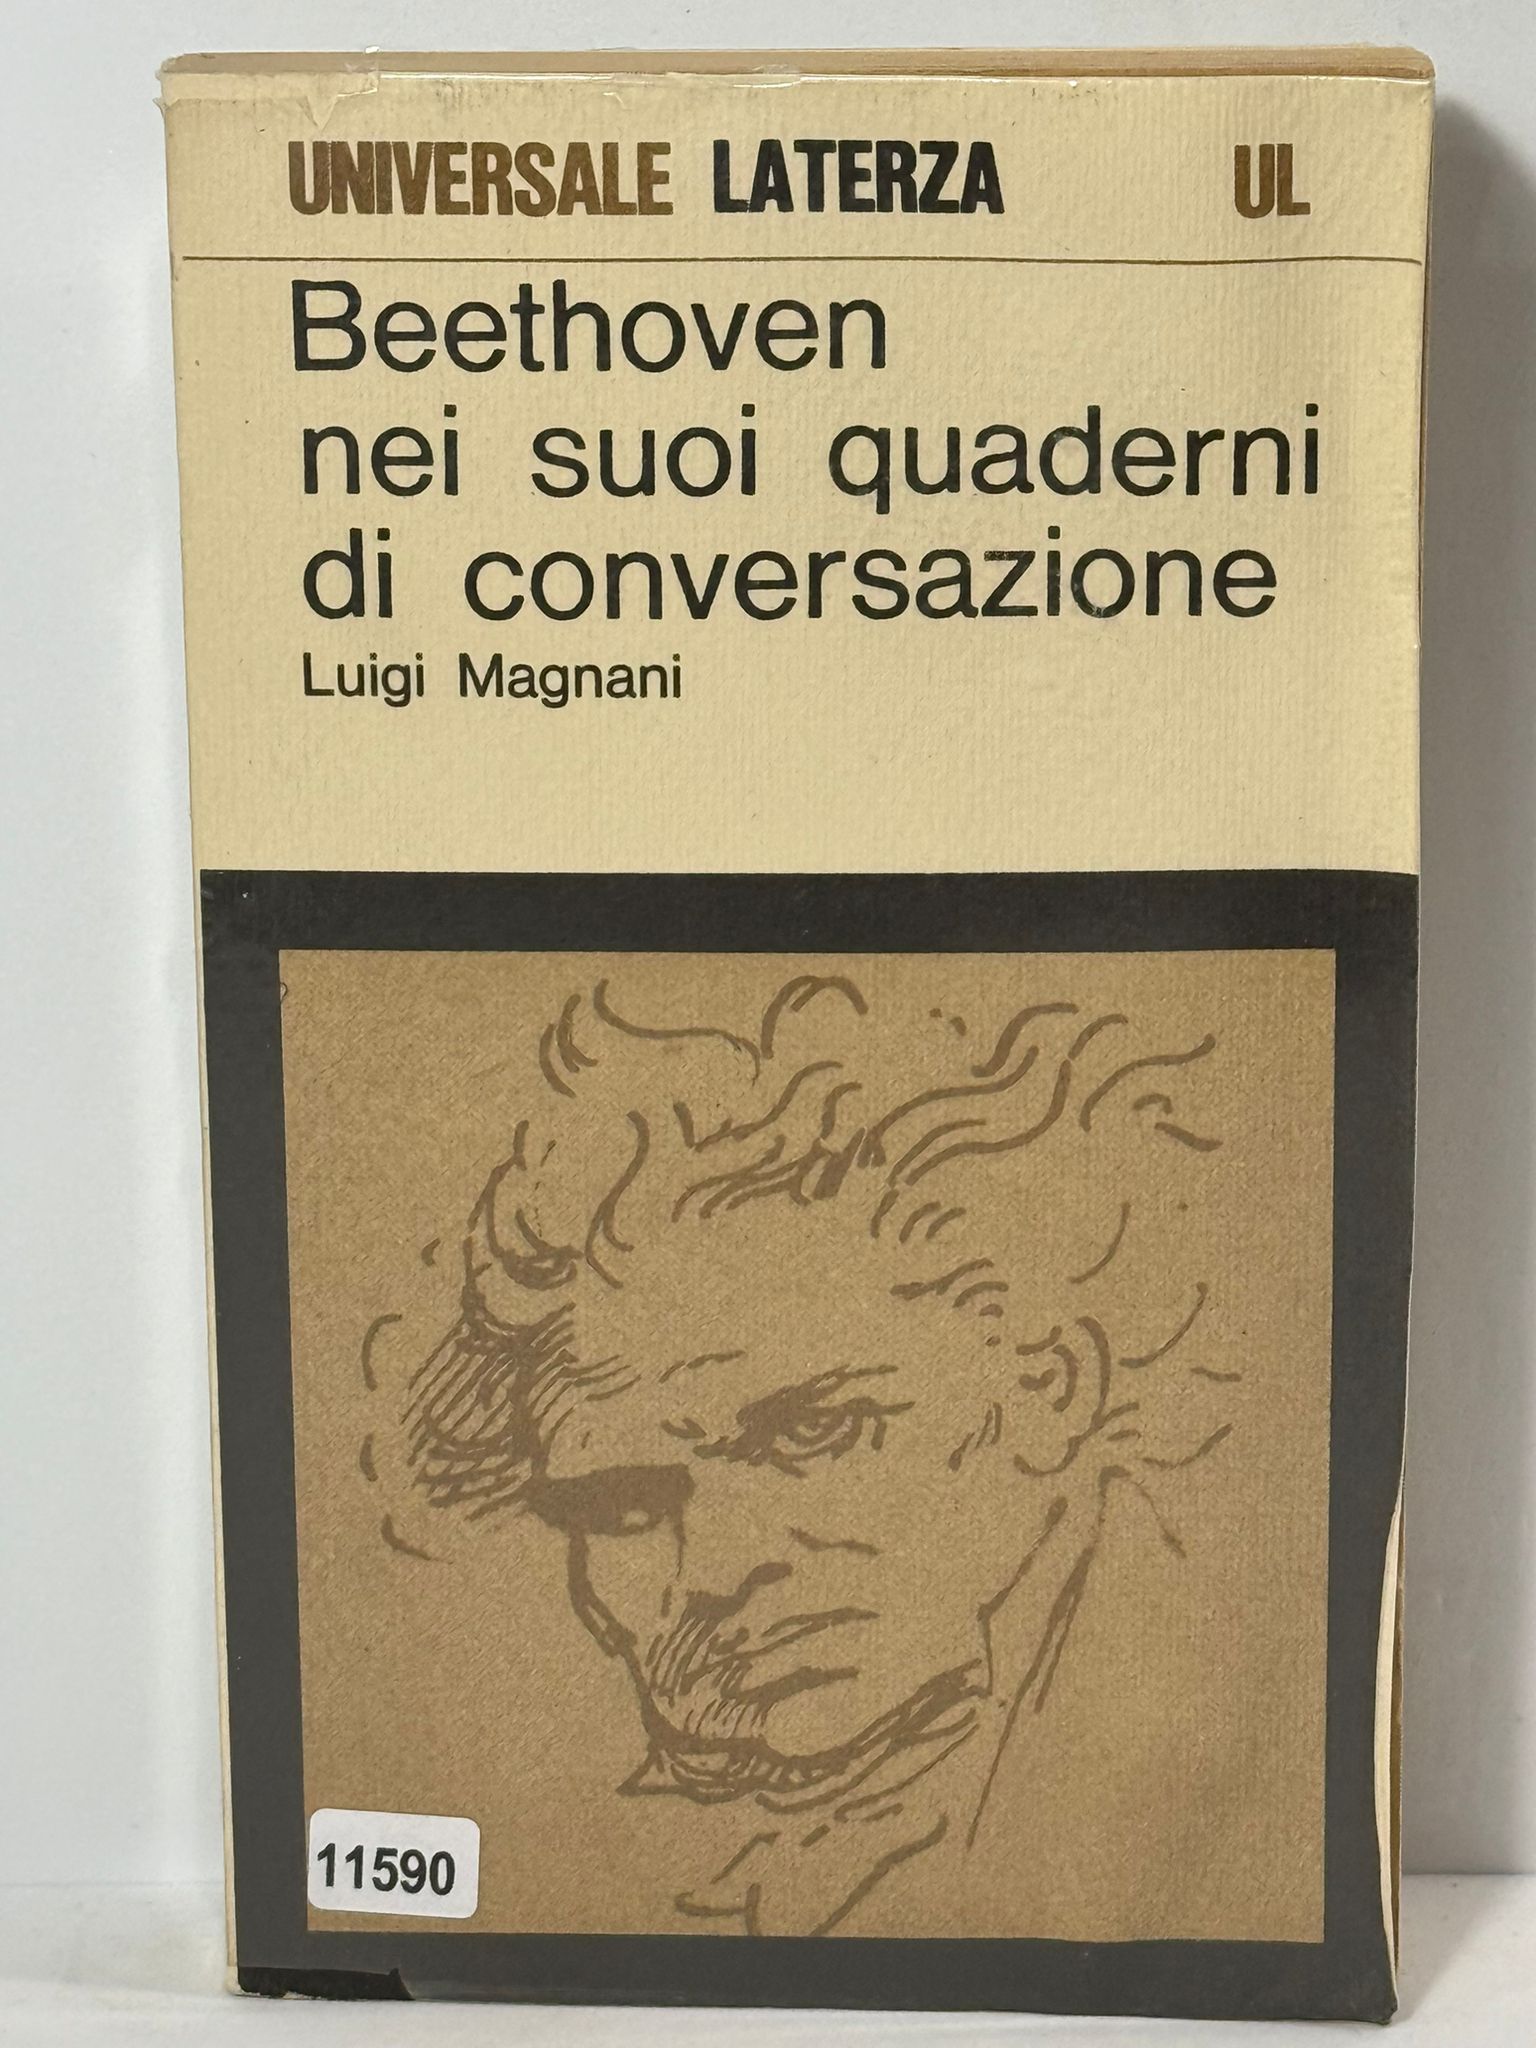 UNIVERSALE LATERZA UL
Beethoven
nei suoi quaderni
di conversazione
Luigi Magnani
11590